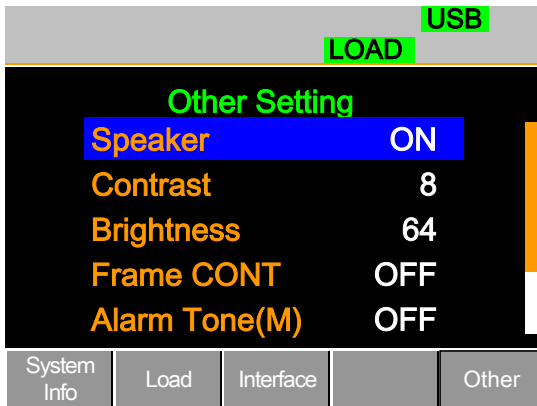 USB
LOAD
Other Setting
Speaker ON
Contrast 8
Brightness 64
Frame CONT OFF
Alarm Tone(M) OFF
System
Info
Load
Interface
Other